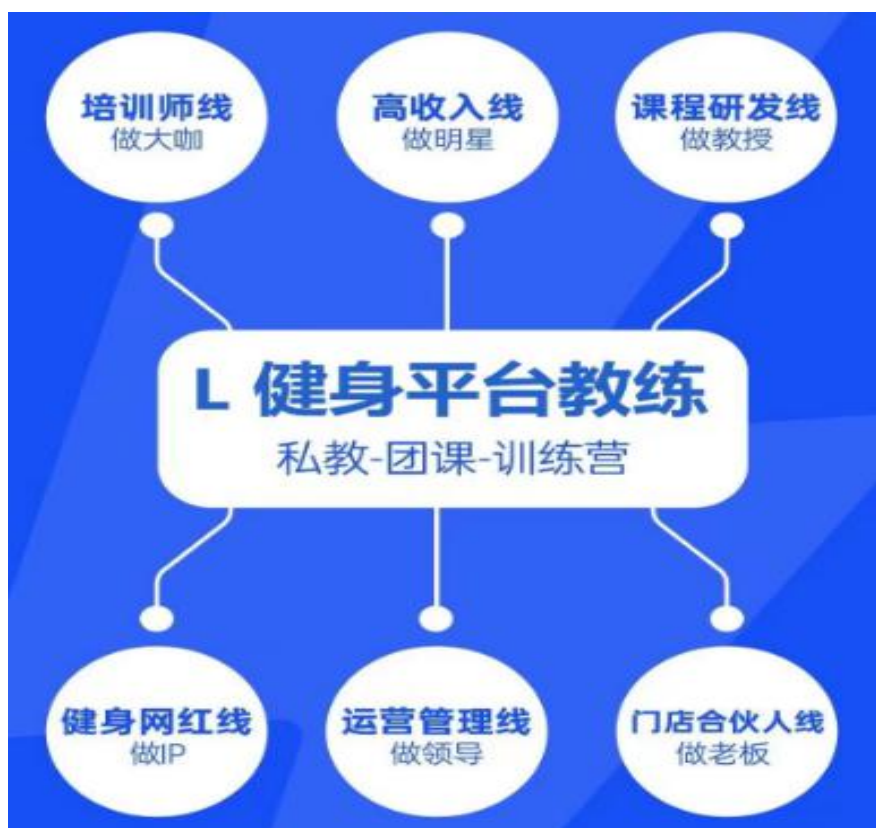 培训师线
做大咖
高收入线
做明星
课程研发线
做教授
L 健身平台教练
私教-团课-训练营
健身网红线
做IP
运营管理线
做领导
门店合伙人线
做老板